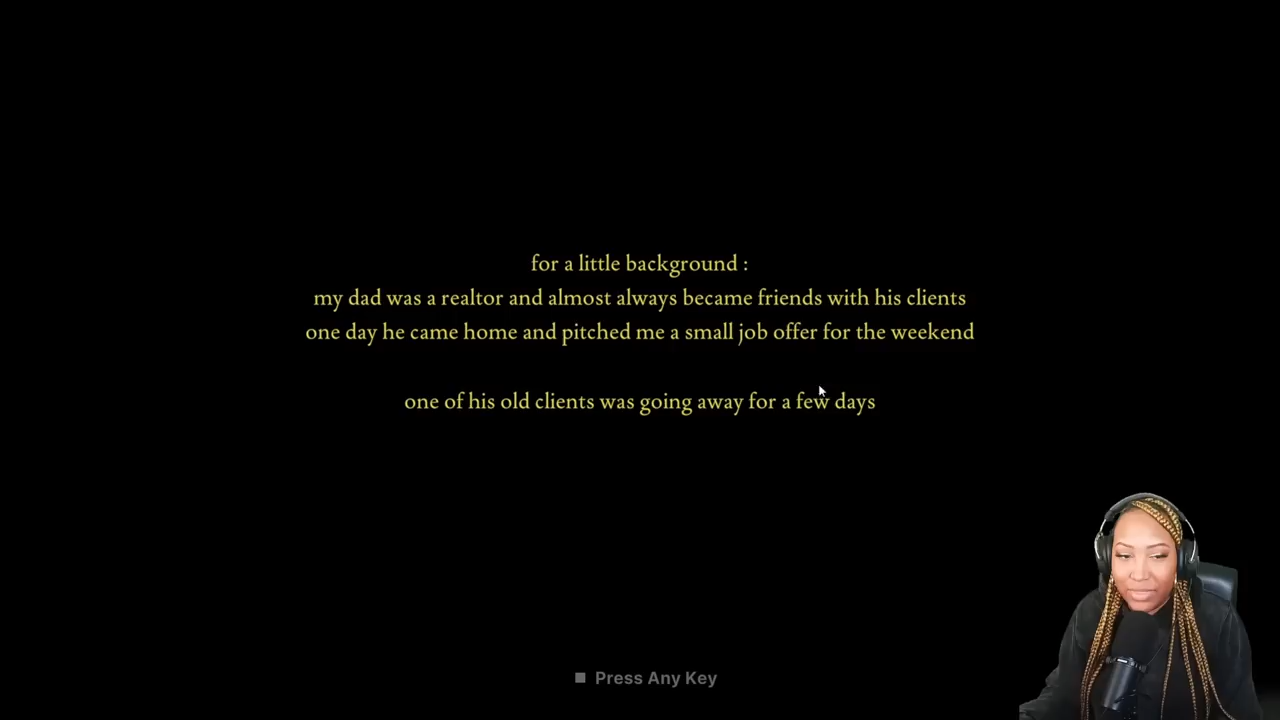 for a little background :
my dad was a realtor and almost always became friends with his clients
one day he came home and pitched me a small job offer for the weekend
one of his old clients was going away for a few days
Press Any Key